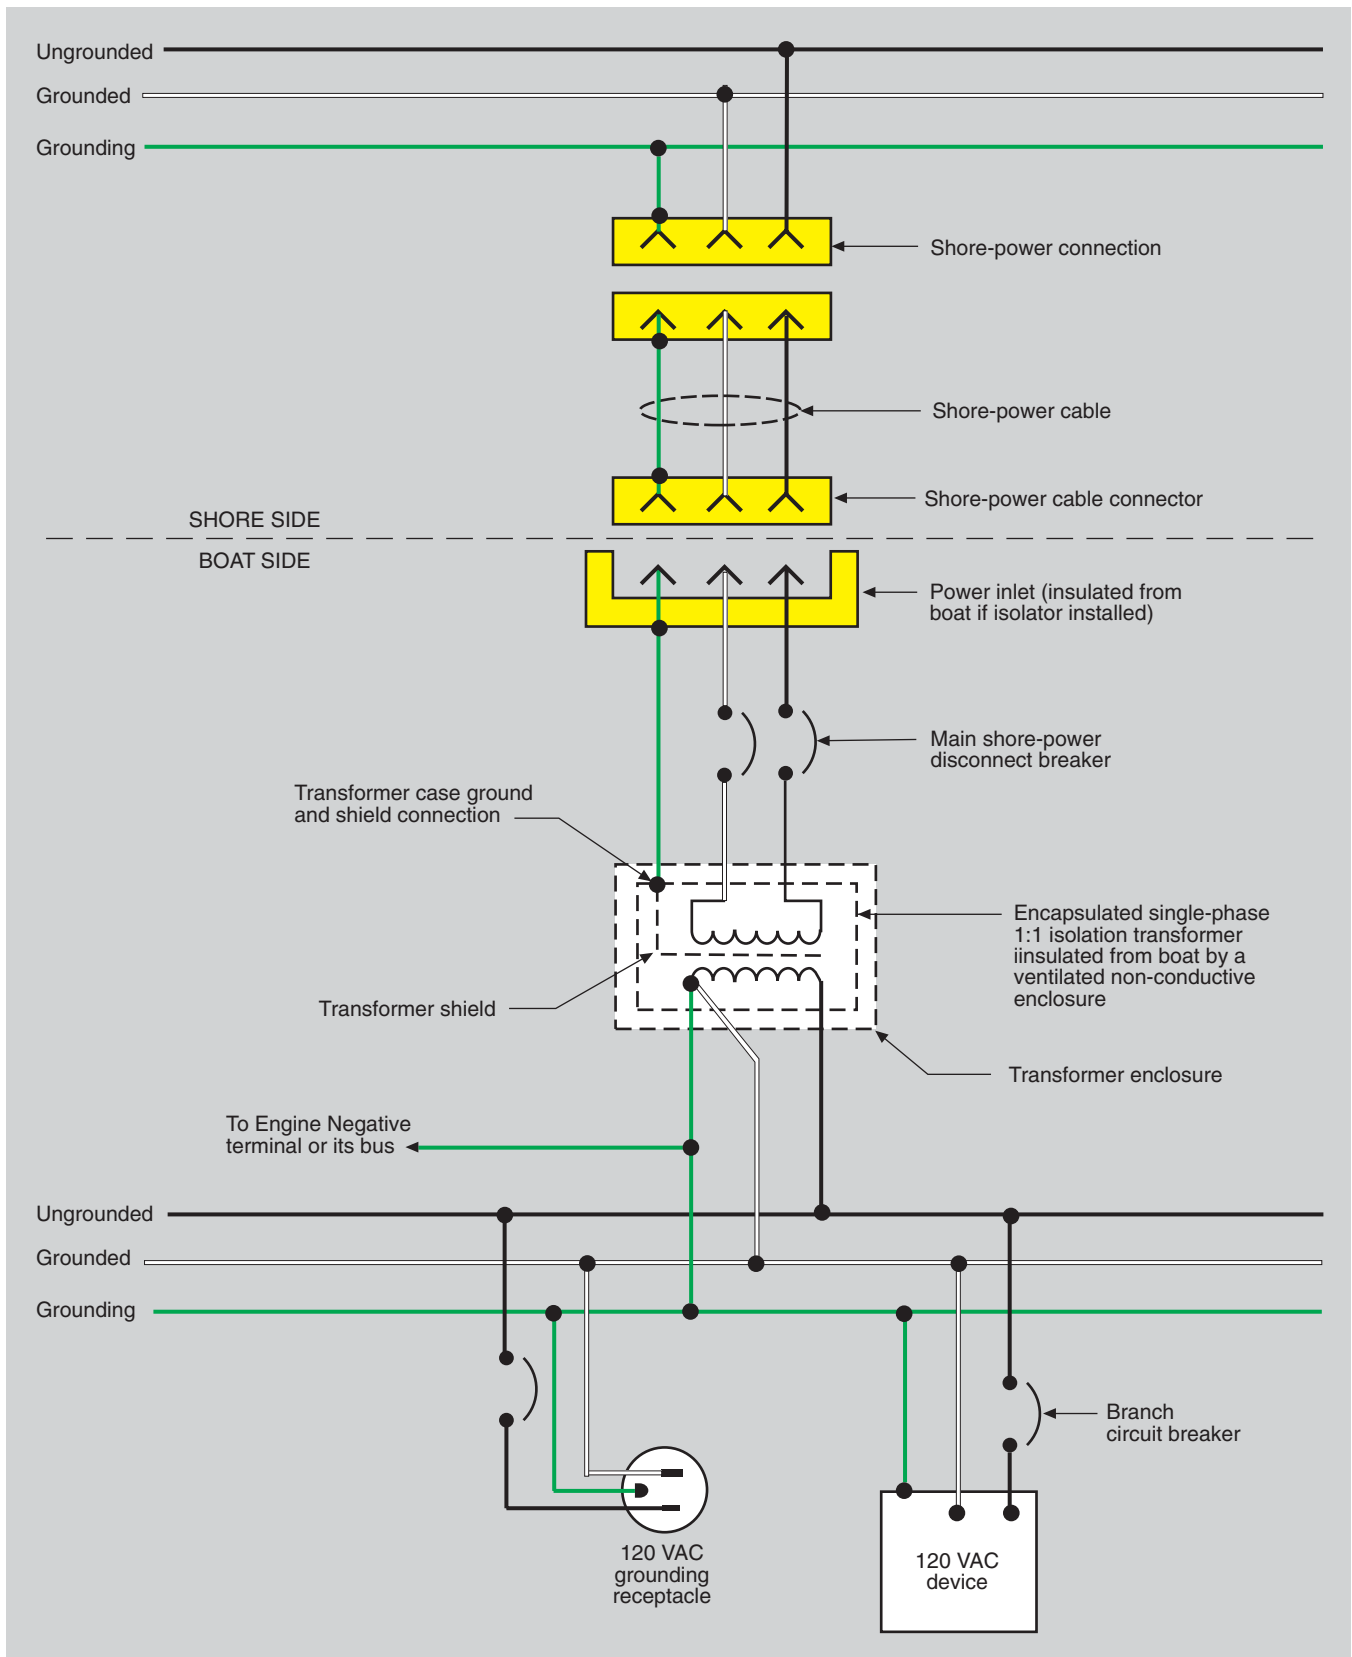 Ungrounded
Grounded
Grounding
Shore-power connection
Shore-power cable
Shore-power cable connector
SHORE SIDE
BOAT SIDE
Power inlet (insulated from
boat if isolator installed)
Main shore-power
disconnect breaker
Transformer case ground
and shield connection
Encapsulated single-phase
1:1 isolation transformer
iinsulated from boat by a
ventilated non-conductive
enclosure
Transformer shield
Transformer enclosure
To Engine Negative
terminal or its bus
Ungrounded
Grounded
Grounding
Branch
circuit breaker
120 VAC
grounding
receptacle
120 VAC
device